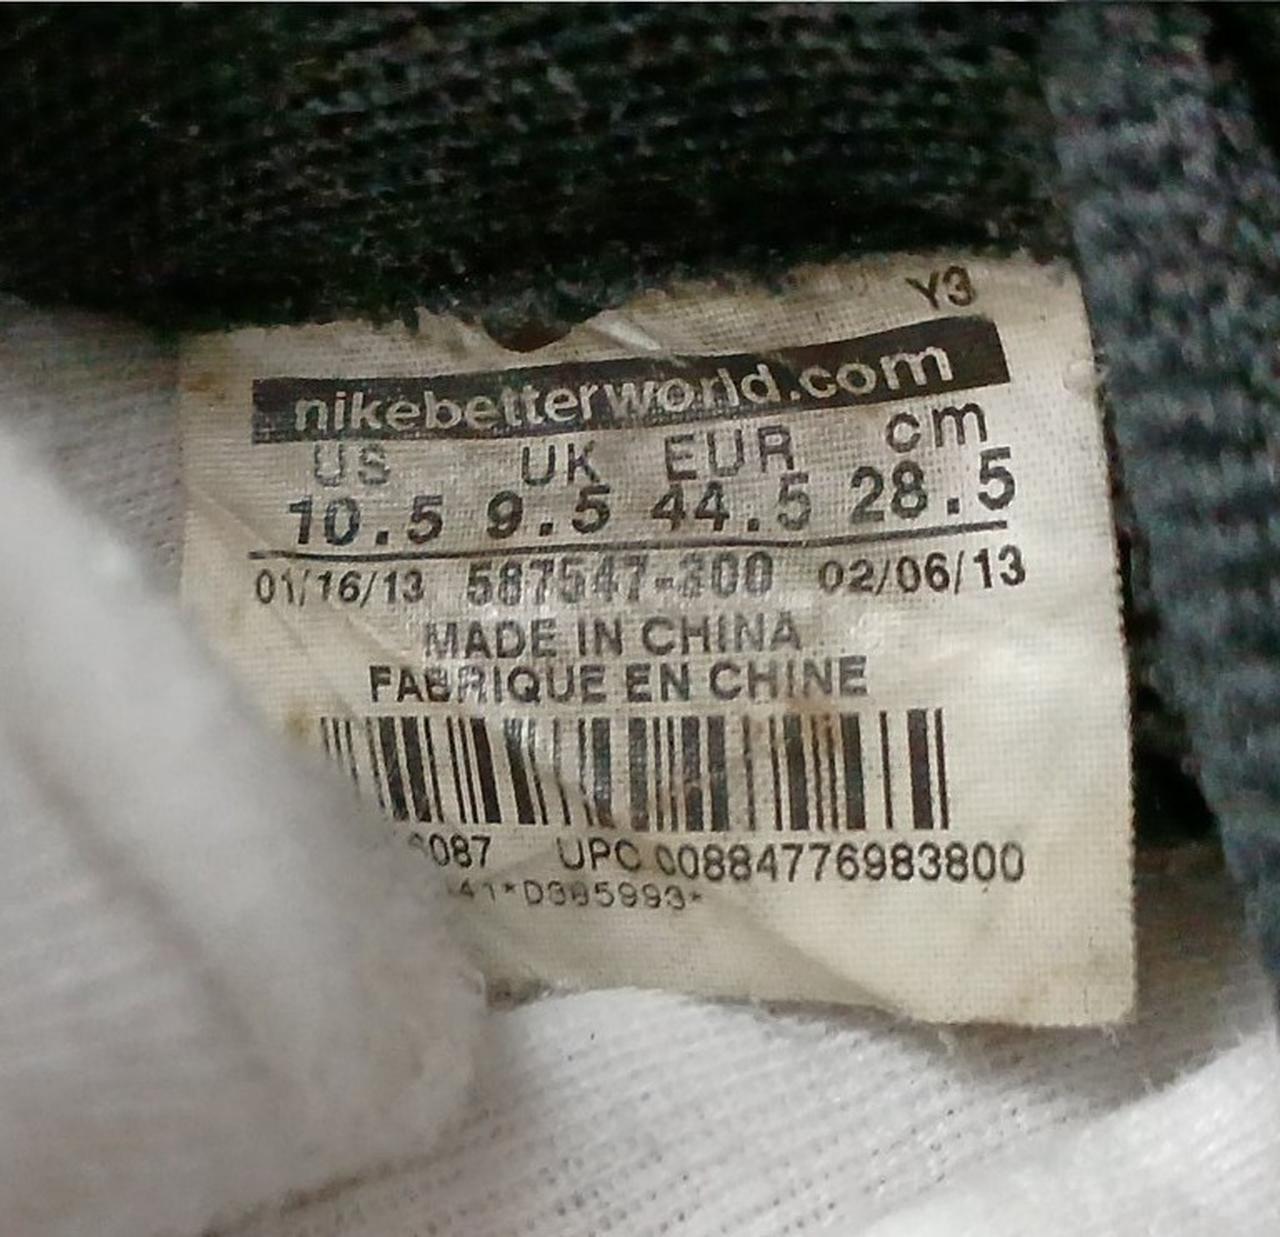 Y3
nikebetterworld.com
US UK EUR cm
10.5 9.5 44.5 28.5
01/16/13 587547-300 02/06/13
MADE IN CHINA
FABRIQUE EN CHINE
UPC 00884776983800